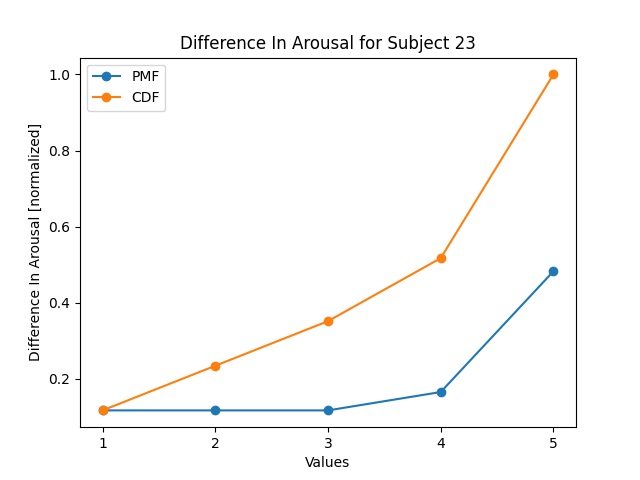 Difference In Arousal for Subject 23
PMF
CDF
Difference In Arousal [normalized]
1.0
0.8
0.6
0.4
0.2
1 2 3 4 5
Values